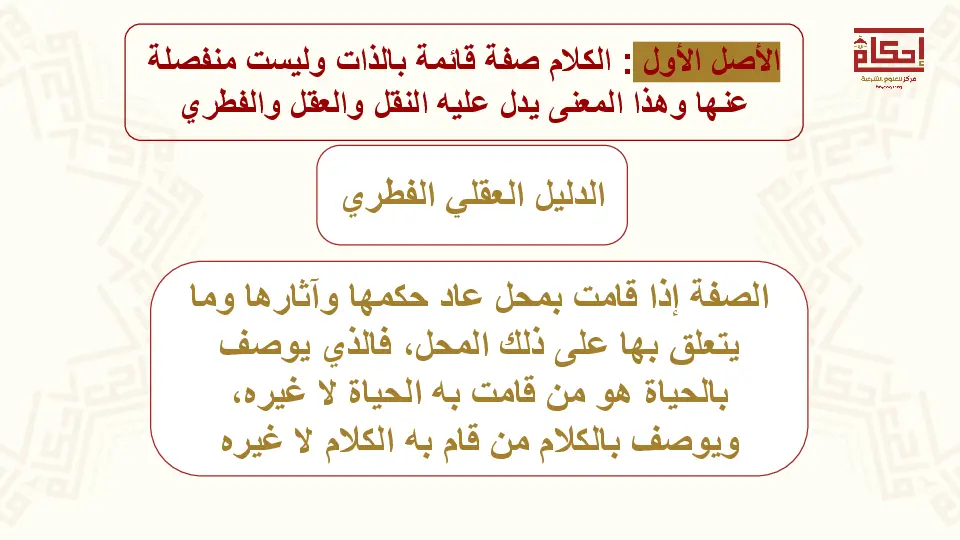 إحكام
مركز للعلوم الشرعية
الأصل الأول : الكلام صفة قائمة بالذات وليست منفصلة
عنها وهذا المعنى يدل عليه النقل والعقل والفطري
الدليل العقلي الفطري
الصفة إذا قامت بمحل عاد حكمها وآثارها وما
يتعلق بها على ذلك المحل، فالذي يوصف
بالحياة هو من قامت به الحياة لا غيره،
ويوصف بالكلام من قام به الكلام لا غيره